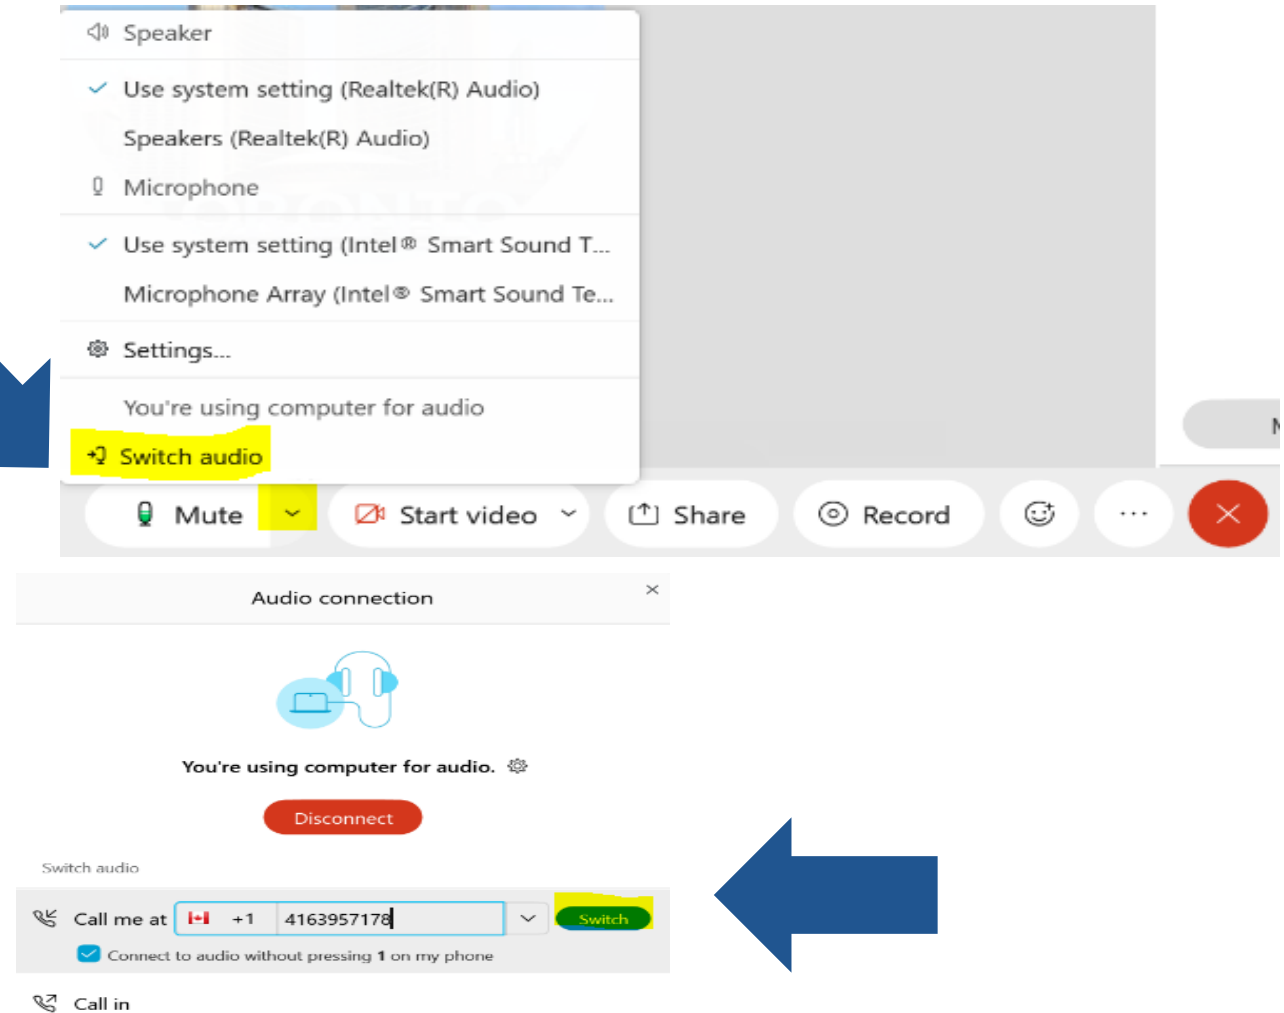 Speaker
Use system setting (Realtek(R) Audio)
Speakers (Realtek(R) Audio)
Microphone
Use system setting (Intel® Smart Sound T...
Microphone Array (Intel® Smart Sound Te...
Settings...
You're using computer for audio
Switch audio
Mute
Start video
Share
Record
Audio connection
You're using computer for audio.
Disconnect
Switch audio
Call me at +1 4163957178 Switch
Connect to audio without pressing 1 on my phone
Call in